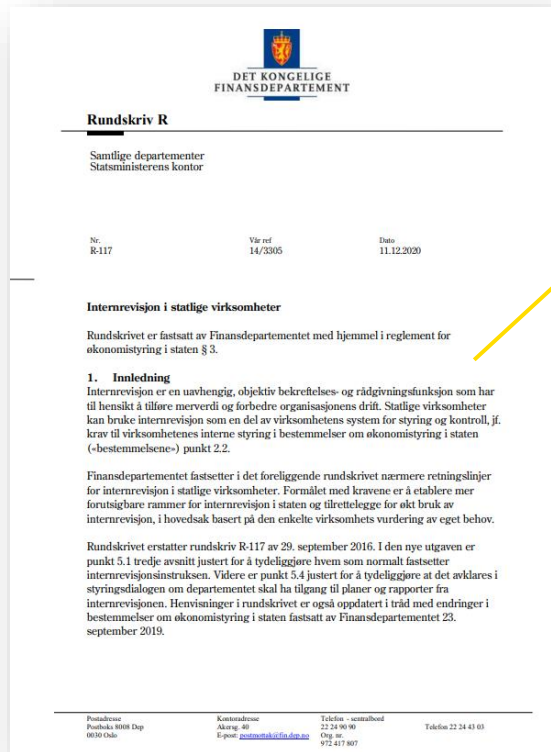 DET KONGELIGE
FINANSDEPARTEMENT
Rundskriv R
Samtlige departementer
Statsministerens kontor
Nr. Vår ref Dato
R-117 14/3305 11.12.2020
Internrevisjon i statlige virksomheter
Rundskrivet er fastsatt av Finansdepartementet med hjemmel i reglement for
økonomistyring i staten § 3.
1. Innledning
Internrevisjon er en uavhengig, objektiv bekreftelses- og rådgivningsfunksjon som har
til hensikt å tilføre merverdi og forbedre organisasjonens drift. Statlige virksomheter
kan bruke internrevisjon som en del av virksomhetens system for styring og kontroll, jf.
krav til virksomhetenes interne styring i bestemmelser om økonomistyring i staten
(«bestemmelsene») punkt 2.2.
Finansdepartementet fastsetter i det foreliggende rundskrivet nærmere retningslinjer
for internrevisjon i statlige virksomheter. Formålet med kravene er å etablere mer
forutsigbare rammer for internrevisjon i staten og tilrettelegge for økt bruk av
internrevisjon, i hovedsak basert på den enkelte virksomhets vurdering av eget behov.
Rundskrivet erstatter rundskriv R-117 av 29. september 2016. I den nye utgaven er
punkt 5.1 tredje avsnitt justert for å tydeliggjøre hvem som normalt fastsetter
internrevisjonsinstruksen. Videre er punkt 5.4 justert for å tydeliggjøre at det avklares i
styringsdialogen om departementet skal ha tilgang til planer og rapporter fra
internrevisjonen. Henvisninger i rundskrivet er også oppdatert i tråd med endringer i
bestemmelser om økonomistyring i staten fastsatt av Finansdepartementet 23.
september 2019.
Postadresse Kontoradresse Telefon - sentralbord
Postboks 8008 Dep Akersg. 40 22 24 90 90 Telefon 22 24 43 03
0030 Oslo E-post: postmottak@fin.dep.no Org. nr.
972 417 807